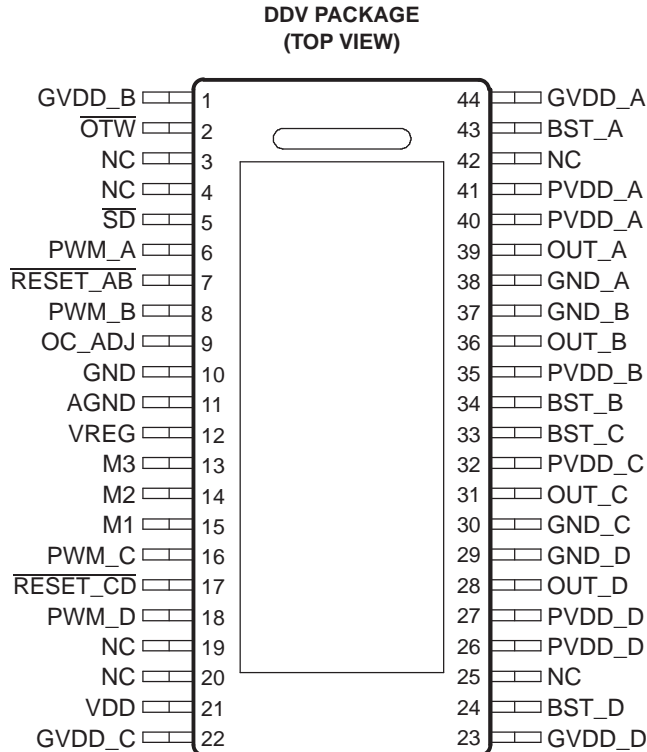 DDV PACKAGE
(TOP VIEW)
GVDD_B 1 44 GVDD_A
OTW 2 43 BST_A
NC 3 42 NC
NC 4 41 PVDD_A
SD 5 40 PVDD_A
PWM_A 6 39 OUT_A
RESET_AB 7 38 GND_A
PWM_B 8 37 GND_B
OC_ADJ 9 36 OUT_B
GND 10 35 PVDD_B
AGND 11 34 BST_B
VREG 12 33 BST_C
M3 13 32 PVDD_C
M2 14 31 OUT_C
M1 15 30 GND_C
PWM_C 16 29 GND_D
RESET_CD 17 28 OUT_D
PWM_D 18 27 PVDD_D
NC 19 26 PVDD_D
NC 20 25 NC
VDD 21 24 BST_D
GVDD_C 22 23 GVDD_D